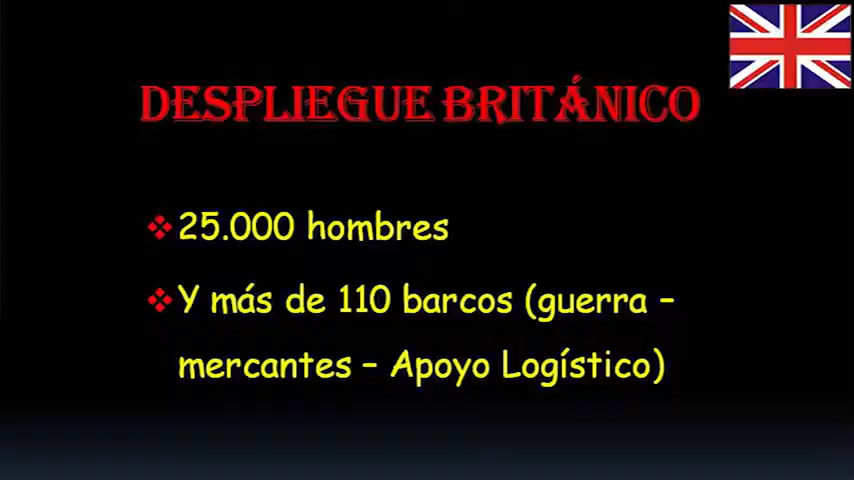 DESPLIEGUE BRITÁNICO
25.000 hombres
Y más de 110 barcos (guerra –
mercantes – Apoyo Logístico)